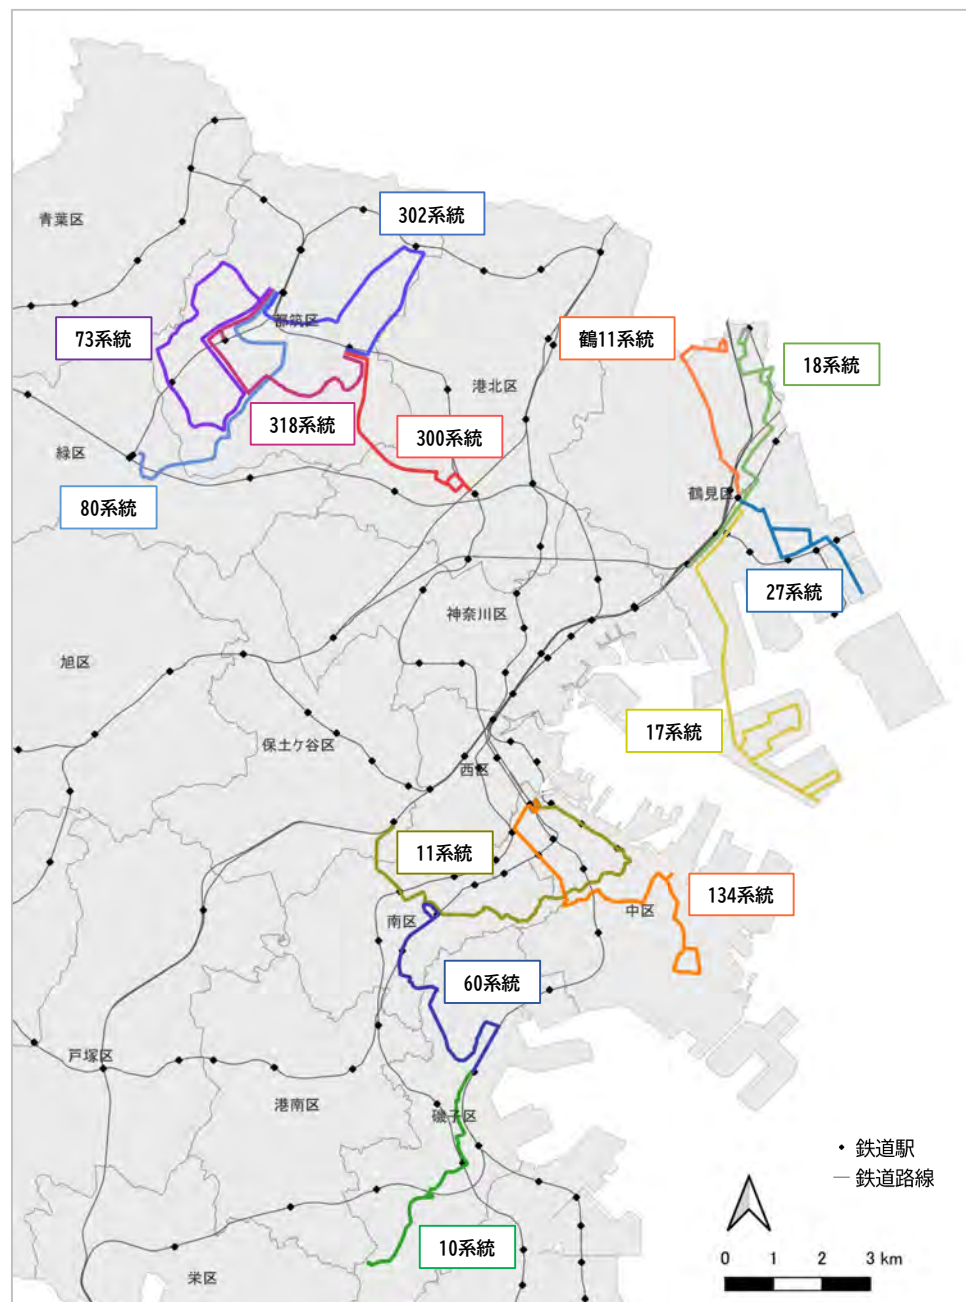 302系統
青葉区
都筑区
73系統
鶴11系統
18系統
港北区
318系統
300系統
緑区
80系統
鶴見区
27系統
神奈川区
旭区
17系統
保土ケ谷区
西区
11系統
134系統
南区
中区
60系統
戸塚区
港南区
磯子区
鉄道駅
鉄道路線
10系統
栄区
0 1 2 3 km